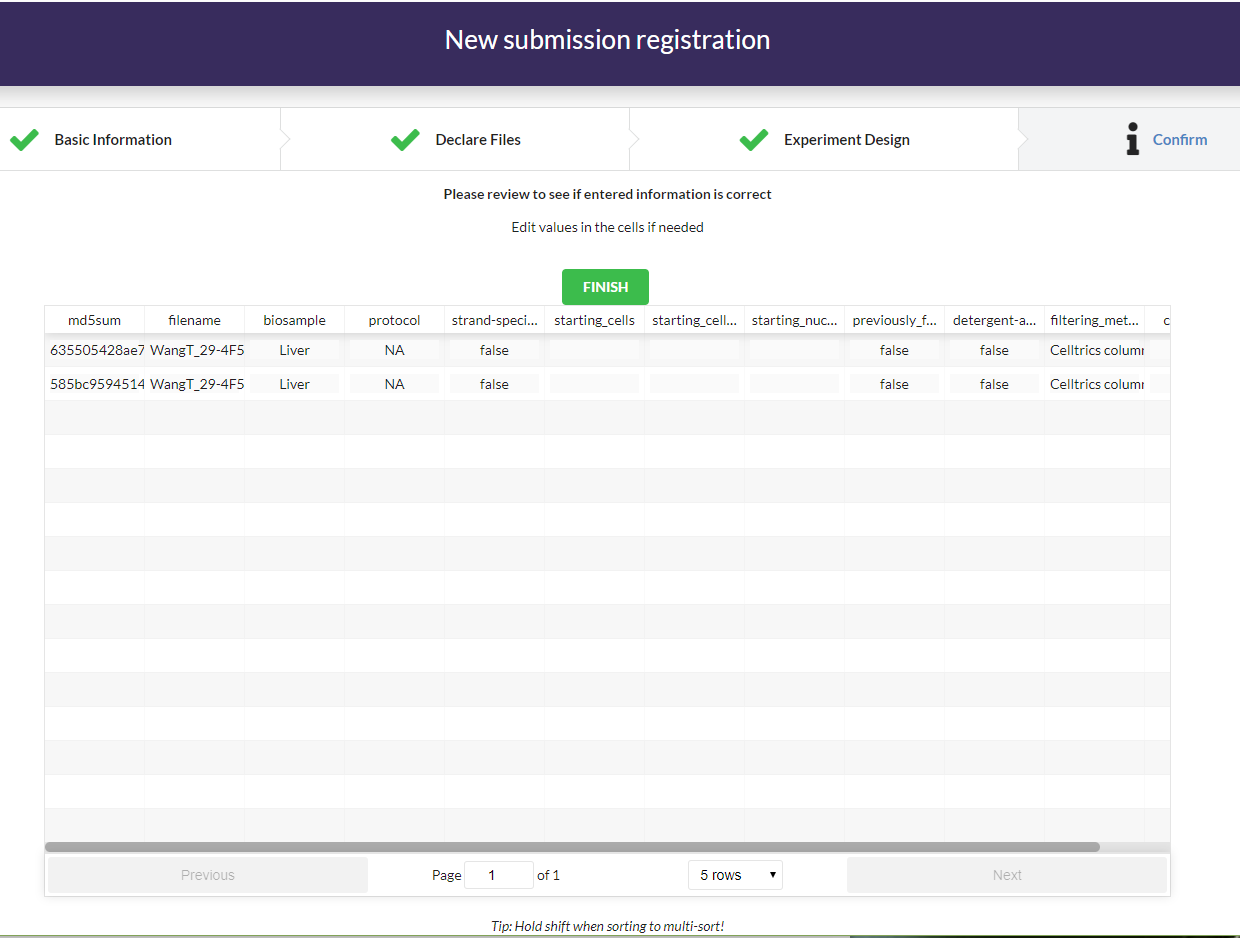 New submission registration
Basic Information
Declare Files
Experiment Design
Confirm
Please review to see if entered information is correct
Edit values in the cells if needed
FINISH
md5sum filename biosample protocol strand-speci... starting_cells starting_cell... starting_nuc... previously_f... detergent-a... filtering_met... c
635505428ae7 WangT_29-4F5 Liver NA false false false Celltrics colum
585bc9594514 WangT_29-4F5 Liver NA false false false Celltrics colum
Previous Page 1 of 1 5 rows Next
Tip: Hold shift when sorting to multi-sort!